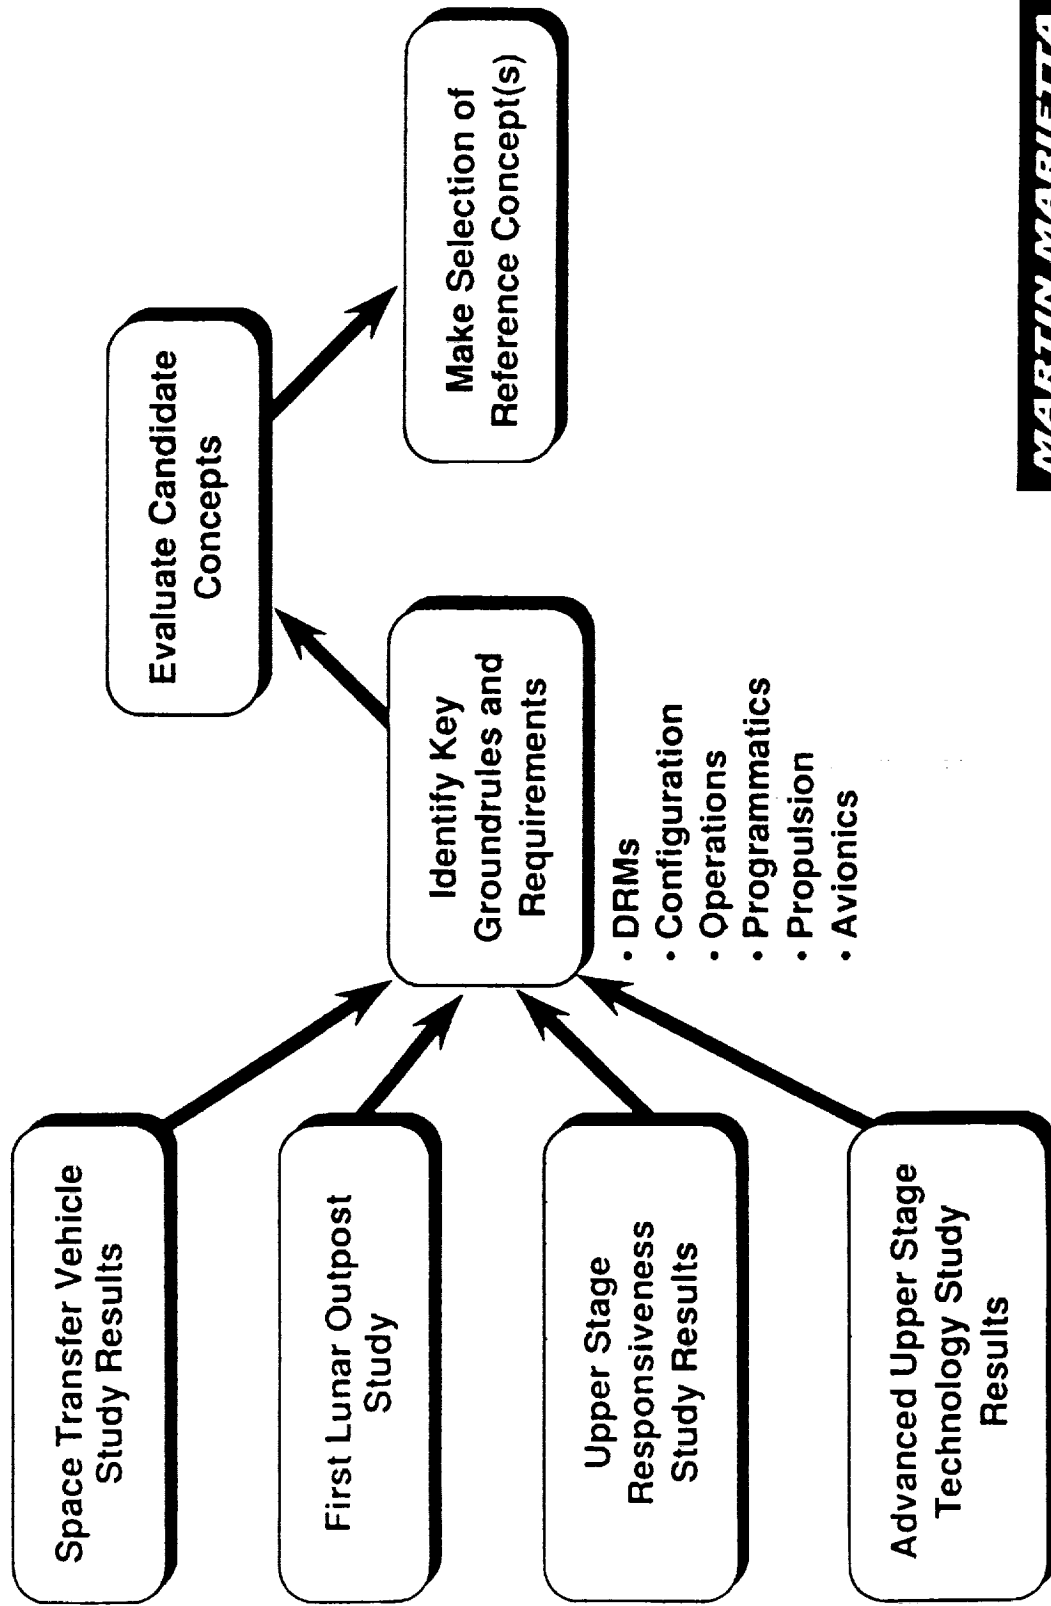 Space Transfer Vehicle
Study Results
First Lunar Outpost
Study
Upper Stage
Responsiveness
Study Results
Advanced Upper Stage
Technology Study
Results
Identify Key
Groundrules and
Requirements
• DRMs
• Configuration
• Operations
• Programmatics
• Propulsion
• Avionics
Evaluate Candidate
Concepts
Make Selection of
Reference Concept(s)
MARTIN MARIETTA